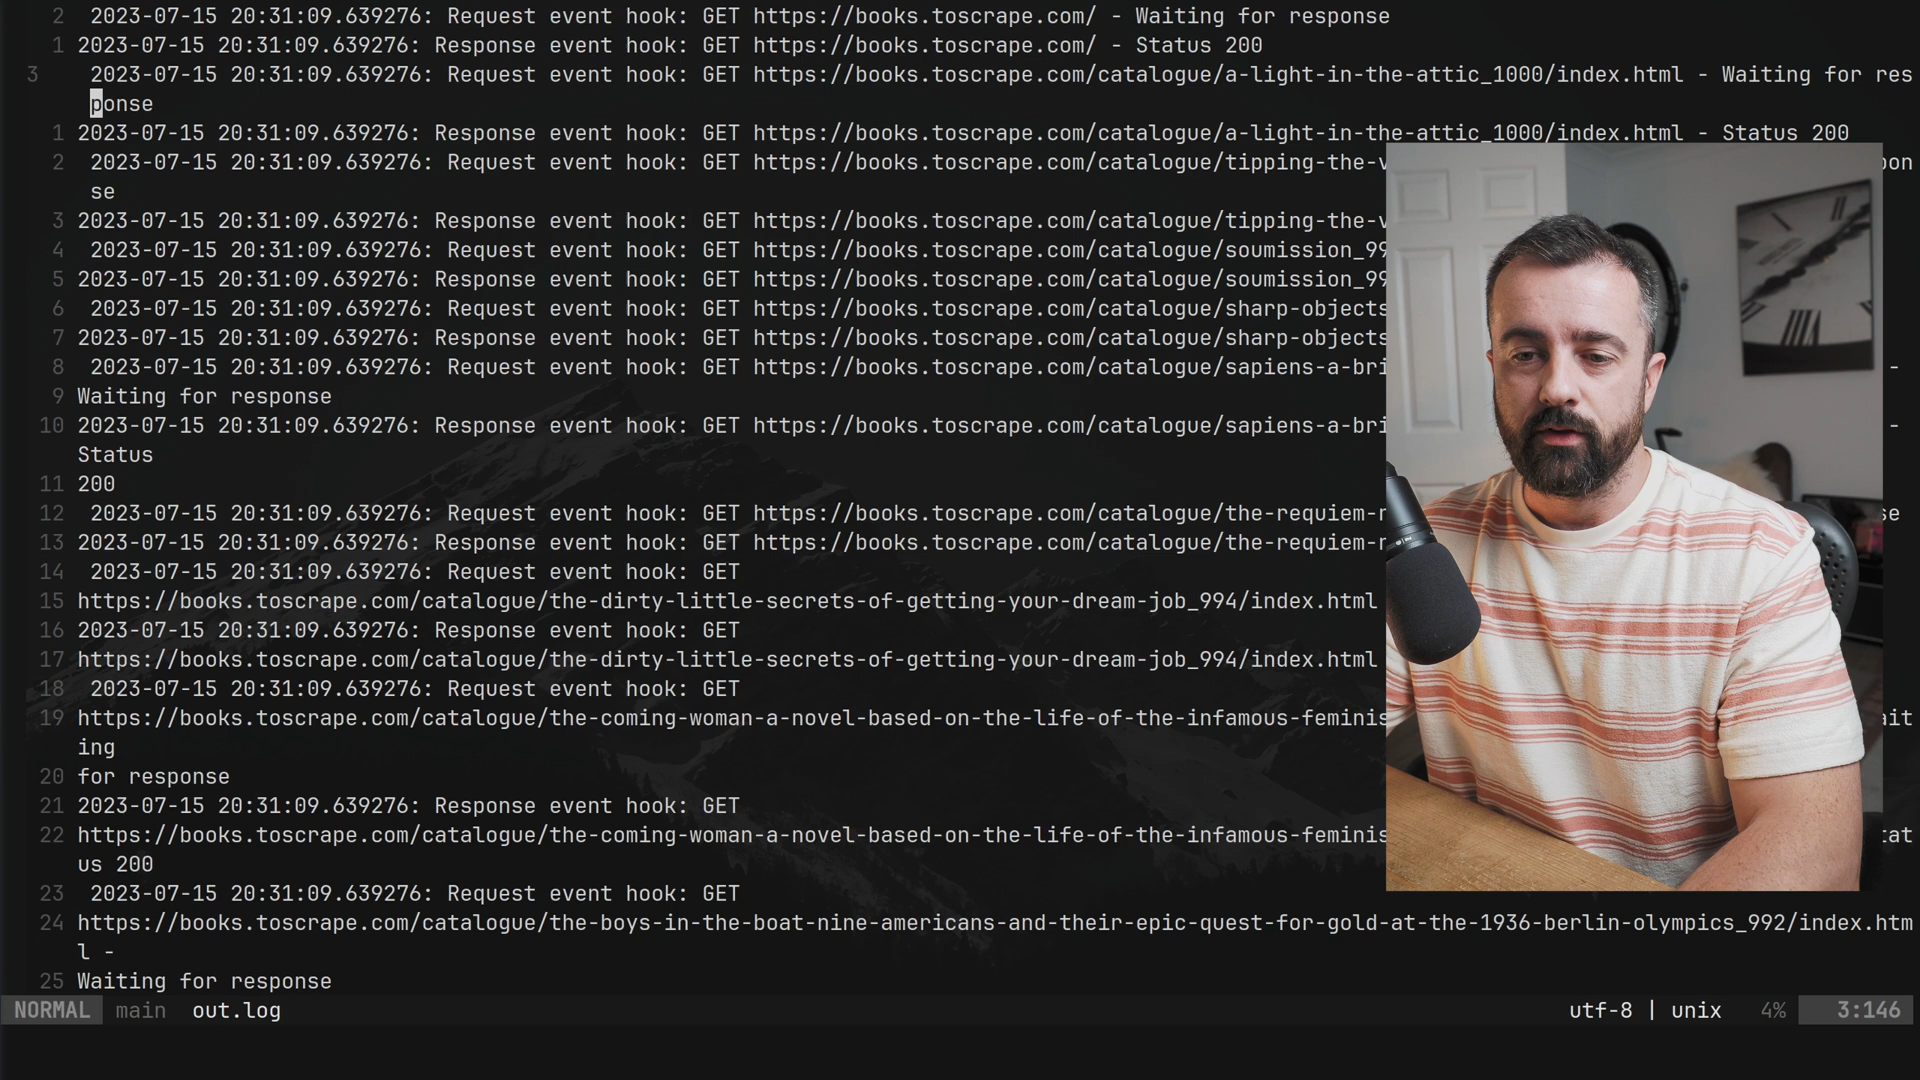 2 2023-07-15 20:31:09.639276: Request event hook: GET https://books.toscrape.com/ - Waiting for response
1 2023-07-15 20:31:09.639276: Response event hook: GET https://books.toscrape.com/ - Status 200
3 2023-07-15 20:31:09.639276: Request event hook: GET https://books.toscrape.com/catalogue/a-light-in-the-attic_1000/index.html - Waiting for res
ponse
1 2023-07-15 20:31:09.639276: Response event hook: GET https://books.toscrape.com/catalogue/a-light-in-the-attic_1000/index.html - Status 200
2 2023-07-15 20:31:09.639276: Request event hook: GET https://books.toscrape.com/catalogue/tipping-the- pon
se
3 2023-07-15 20:31:09.639276: Response event hook: GET https://books.toscrape.com/catalogue/tipping-the-
4 2023-07-15 20:31:09.639276: Request event hook: GET https://books.toscrape.com/catalogue/soumission_99
5 2023-07-15 20:31:09.639276: Response event hook: GET https://books.toscrape.com/catalogue/soumission_99
6 2023-07-15 20:31:09.639276: Request event hook: GET https://books.toscrape.com/catalogue/sharp-objects
7 2023-07-15 20:31:09.639276: Response event hook: GET https://books.toscrape.com/catalogue/sharp-objects
8 2023-07-15 20:31:09.639276: Request event hook: GET https://books.toscrape.com/catalogue/sapiens-a-bri -
9 Waiting for response
10 2023-07-15 20:31:09.639276: Response event hook: GET https://books.toscrape.com/catalogue/sapiens-a-bri -
Status
11 200
12 2023-07-15 20:31:09.639276: Request event hook: GET https://books.toscrape.com/catalogue/the-requiem- se
13 2023-07-15 20:31:09.639276: Response event hook: GET https://books.toscrape.com/catalogue/the-requiem-
14 2023-07-15 20:31:09.639276: Request event hook: GET
15 https://books.toscrape.com/catalogue/the-dirty-little-secrets-of-getting-your-dream-job_994/index.html
16 2023-07-15 20:31:09.639276: Response event hook: GET
17 https://books.toscrape.com/catalogue/the-dirty-little-secrets-of-getting-your-dream-job_994/index.html
18 2023-07-15 20:31:09.639276: Request event hook: GET
19 https://books.toscrape.com/catalogue/the-coming-woman-a-novel-based-on-the-life-of-the-infamous-feminis ait
ing
20 for response
21 2023-07-15 20:31:09.639276: Response event hook: GET
22 https://books.toscrape.com/catalogue/the-coming-woman-a-novel-based-on-the-life-of-the-infamous-feminis tat
us 200
23 2023-07-15 20:31:09.639276: Request event hook: GET
24 https://books.toscrape.com/catalogue/the-boys-in-the-boat-nine-americans-and-their-epic-quest-for-gold-at-the-1936-berlin-olympics_992/index.htm
l -
25 Waiting for response
NORMAL main out.log utf-8 | unix 4% 3:146